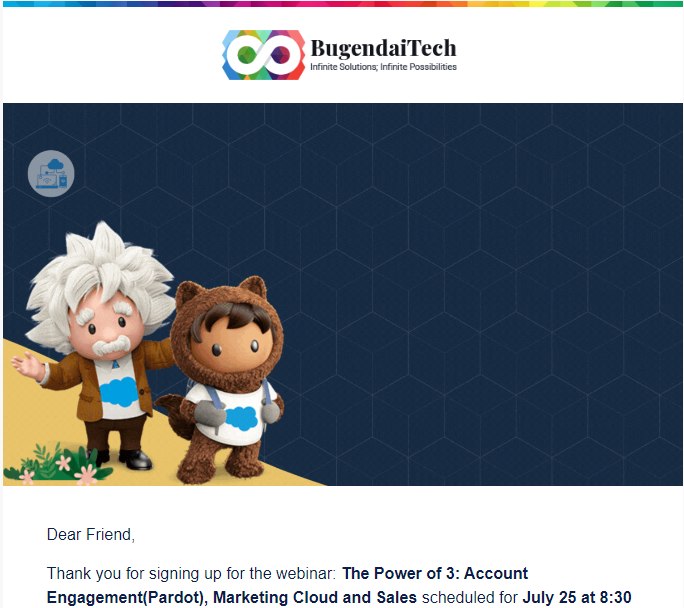 BugendaiTech
Infinite Solutions; Infinite Possibilities
Dear Friend,
Thank you for signing up for the webinar: The Power of 3: Account
Engagement(Pardot), Marketing Cloud and Sales scheduled for July 25 at 8:30